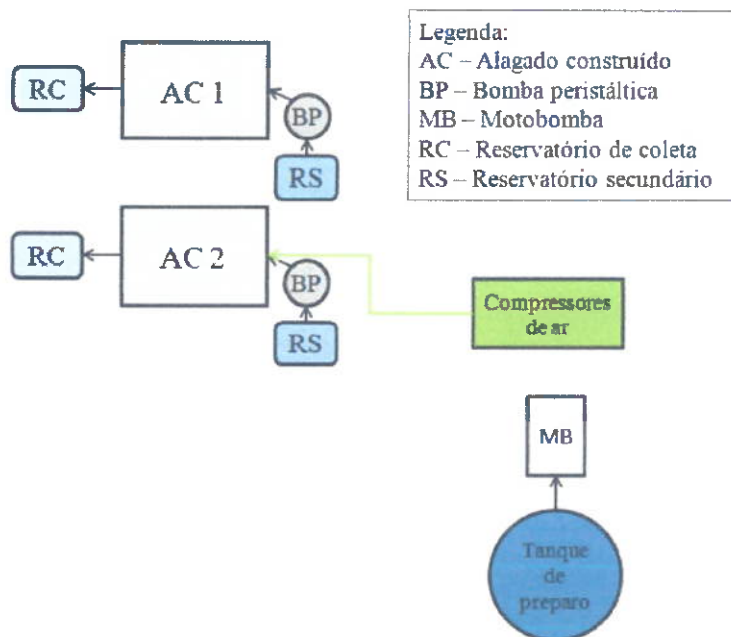 Legenda:
AC – Alagado construído
BP – Bomba peristáltica
MB – Motobomba
RC – Reservatório de coleta
RS – Reservatório secundário
RC
AC 1
BP
RS
RC
AC 2
BP
RS
Compressores
de ar
MB
Tanque
de
preparo